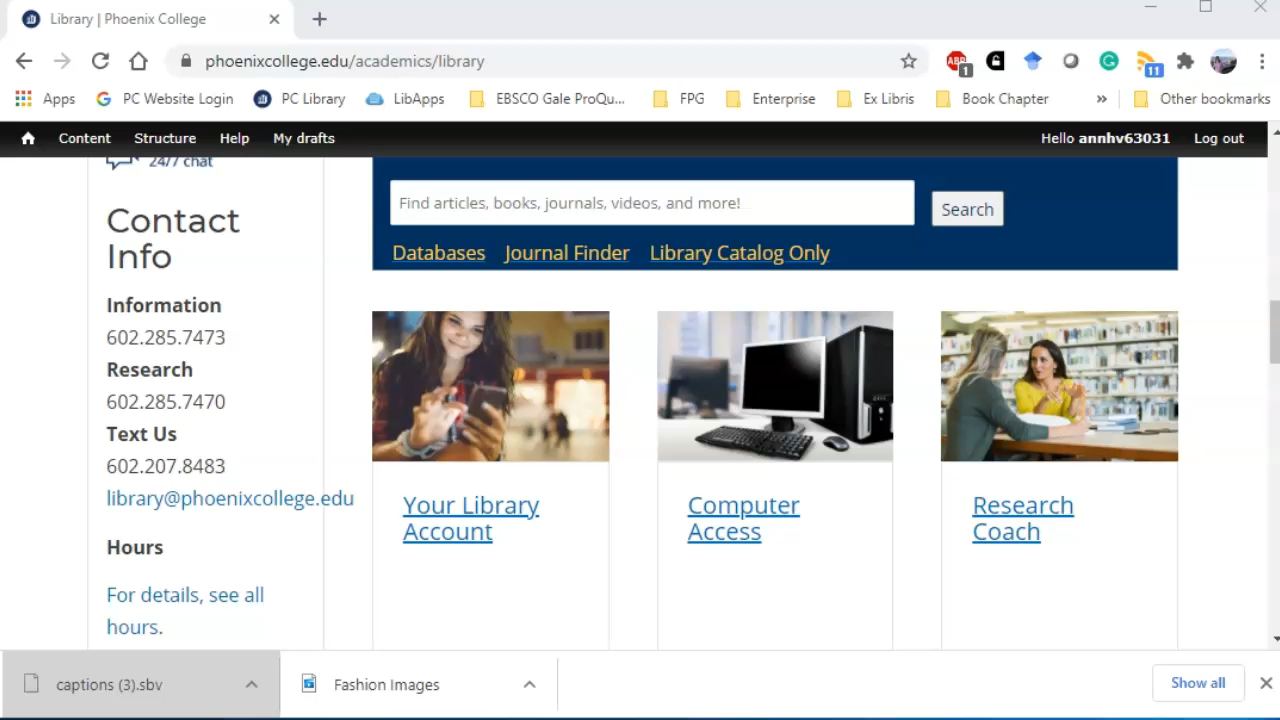 Library | Phoenix College
phoenixcollege.edu/academics/library
ABP
1
G
11
Apps
G PC Website Login
PC Library
LibApps
EBSCO Gale ProQu...
FPG
Enterprise
Ex Libris
Book Chapter
»
Other bookmarks
Content Structure Help My drafts
Hello annhv63031 Log out
24/7 chat
Contact
Info
Information
602.285.7473
Research
602.285.7470
Text Us
602.207.8483
library@phoenixcollege.edu
Hours
For details, see all
hours.
Find articles, books, journals, videos, and more!
Search
Databases Journal Finder Library Catalog Only
Your Library
Account
Computer
Access
Research
Coach
captions (3).sbv
Fashion Images
Show all